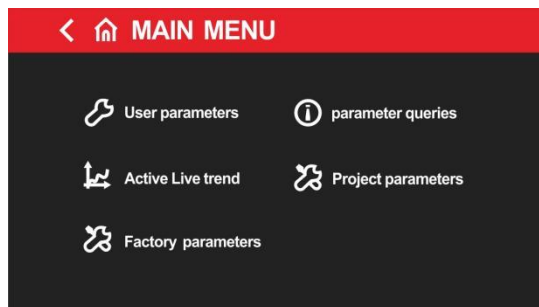 MAIN MENU
User parameters
parameter queries
Active Live trend
Project parameters
Factory parameters